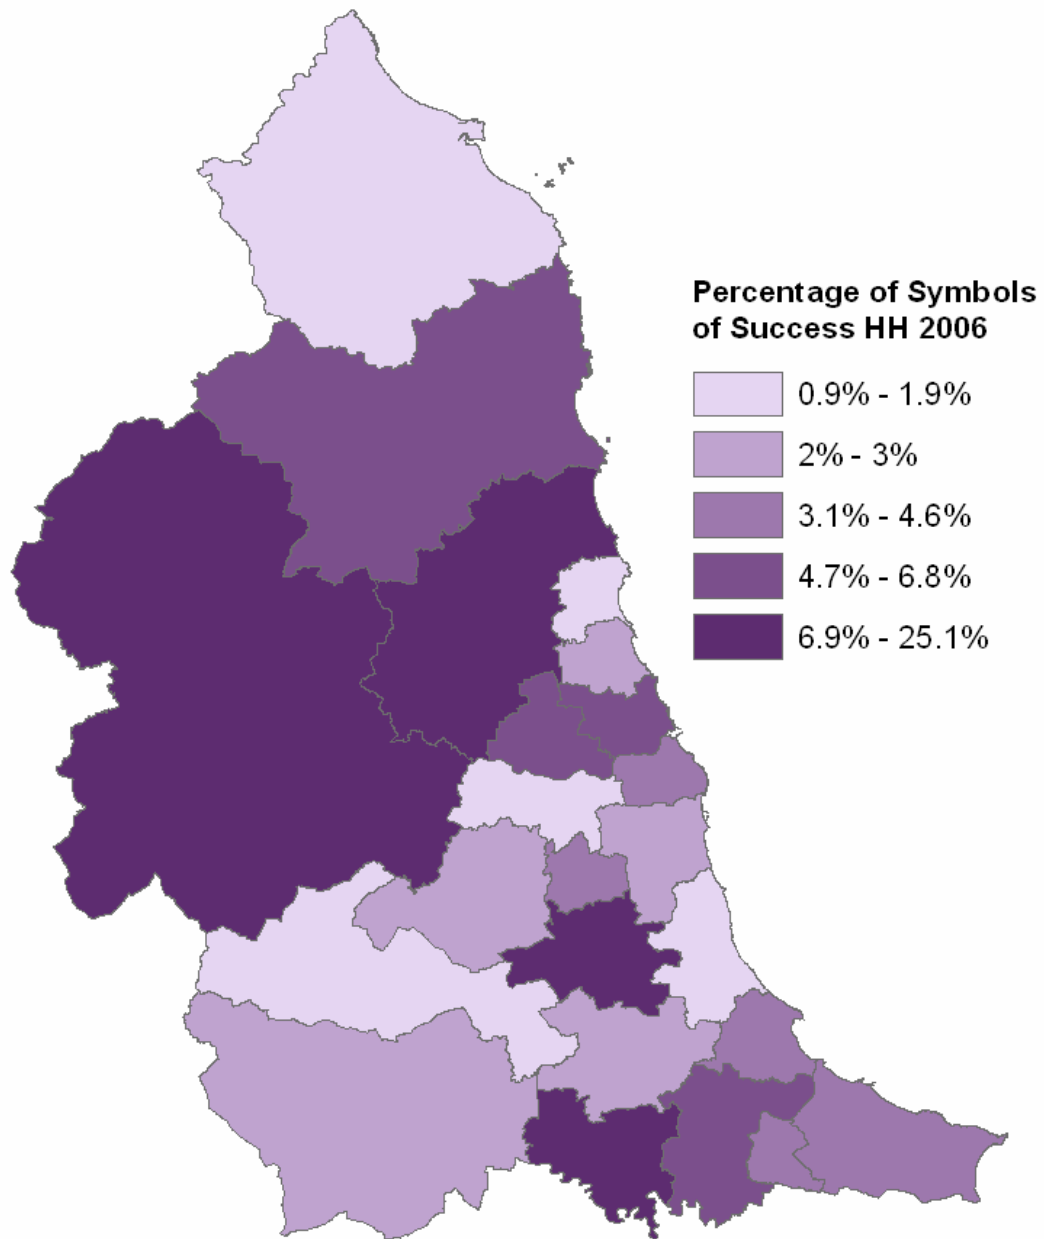 Percentage of Symbols
of Success HH 2006
0.9% - 1.9%
2% - 3%
3.1% - 4.6%
4.7% - 6.8%
6.9% - 25.1%